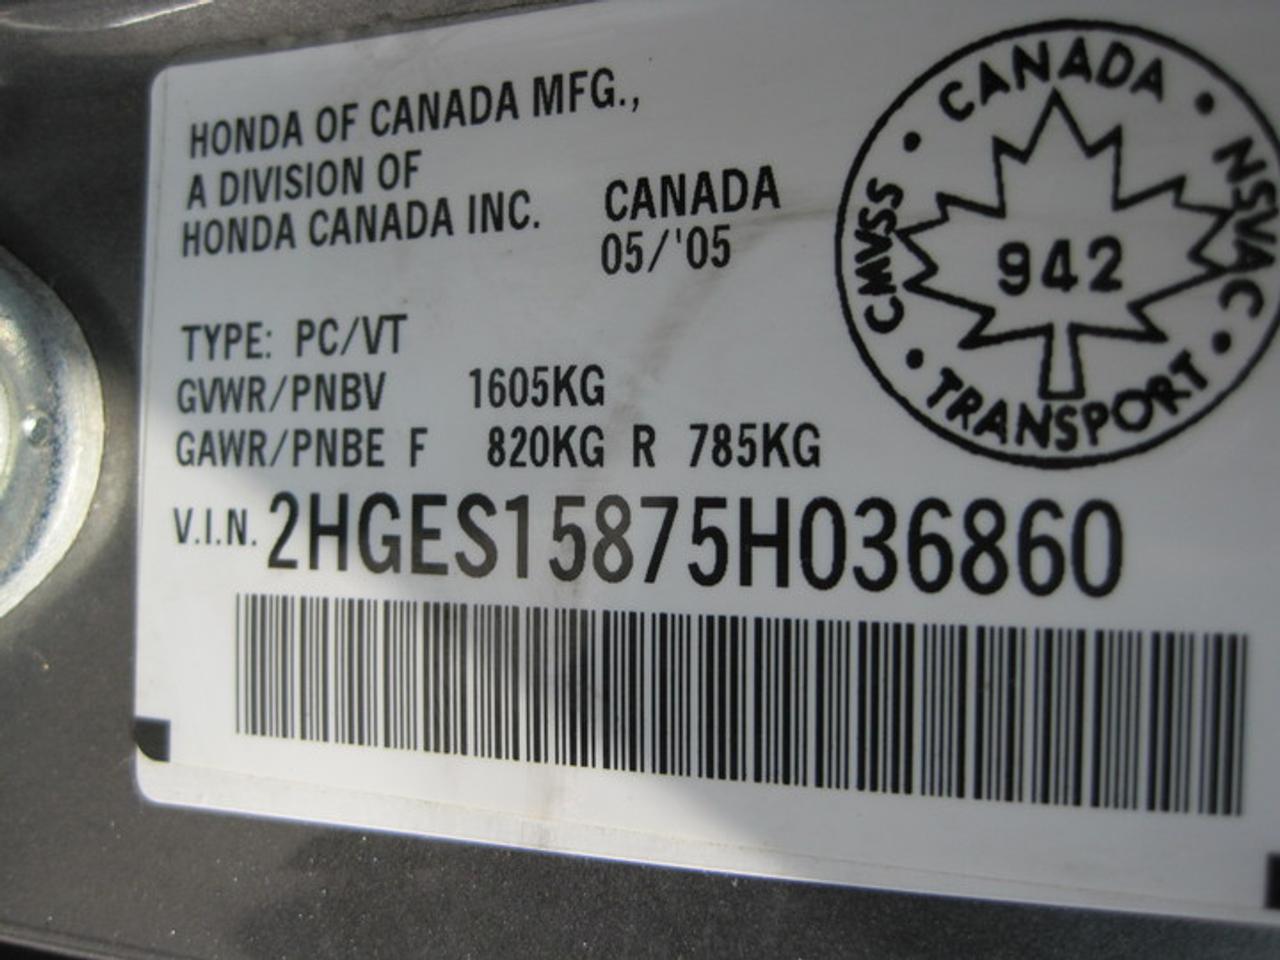 HONDA OF CANADA MFG.,
A DIVISION OF
HONDA CANADA INC.
CANADA
05/'05
TYPE: PC/VT
GVWR/PNBV 1605KG
GAWR/PNBE F 820KG R 785KG
V.I.N. 2HGES15875H036860
CANADA
NSVAC
TRANSPORT
CMVSS
942